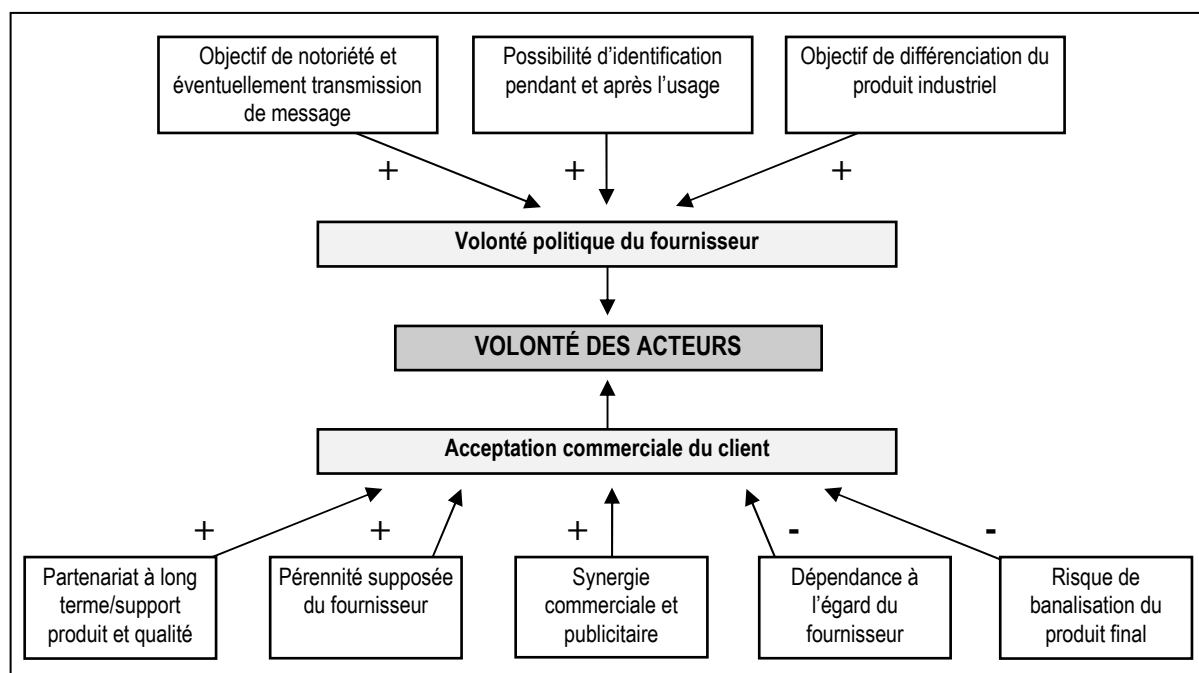 Objectif de notoriété et
éventuellement transmission
de message
Possibilité d’identification
pendant et après l’usage
Objectif de différenciation du
produit industriel
+
+
+
Volonté politique du fournisseur
VOLONTÉ DES ACTEURS
Acceptation commerciale du client
+
+
+
-
-
Partenariat à long
terme/support
produit et qualité
Pérennité supposée
du fournisseur
Synergie
commerciale et
publicitaire
Dépendance à
l’égard du
fournisseur
Risque de
banalisation du
produit final